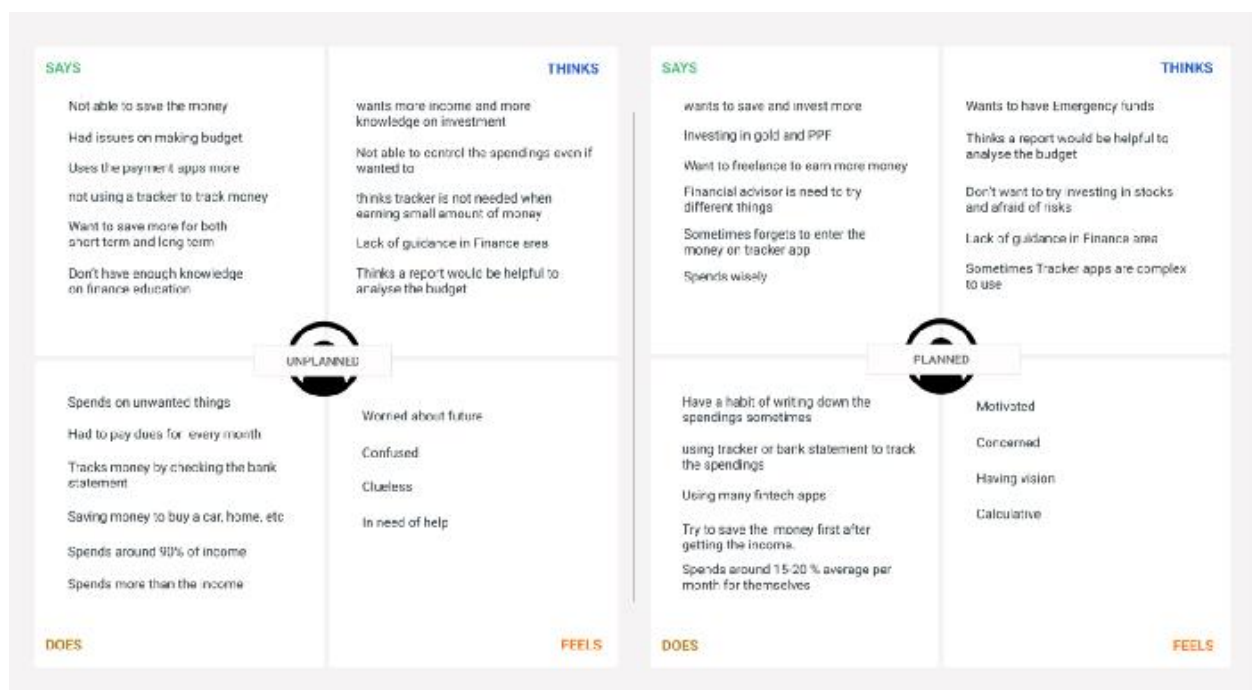 SAYS
THINKS
Not able to save the money
Had issues on making budget
Uses the payment apps more
not using a tracker to track money
Want to save more for both
short term and long term
Don't have enough knowledge
on finance education
wants more income and more
knowledge on investment
Not able to control the spendings even if
wanted to
thinks tracker is not needed when
earning small amount of money
Lack of guidance in Finance area
Thinks a report would be helpful to
analyse the budget
UNPLANNED
Spends on unwanted things
Had to pay dues for every month
Tracks money by checking the bank
statement
Saving money to buy a car, home, etc
Spends around 90% of income
Spends more than the income
Worried about future
Confused
Clueless
In need of help
DOES
FEELS
SAYS
THINKS
wants to save and invest more
Investing in gold and PPF
Want to freelance to earn more money
Financial advisor is need to try
different things
Sometimes forgets to enter the
money on tracker app
Spends wisely
Wants to have Emergency funds
Thinks a report would be helpful to
analyse the budget
Don't want to try investing in stocks
and afraid of risks
Lack of guidance in Finance area
Sometimes Tracker apps are complex
to use
PLANNED
Have a habit of writing down the
spendings sometimes
using tracker or bank statement to track
the spendings
Using many fintech apps
Try to save the money first after
getting the income.
Spends around 15-20 % average per
month for themselves
Motivated
Concerned
Having vision
Calculative
DOES
FEELS